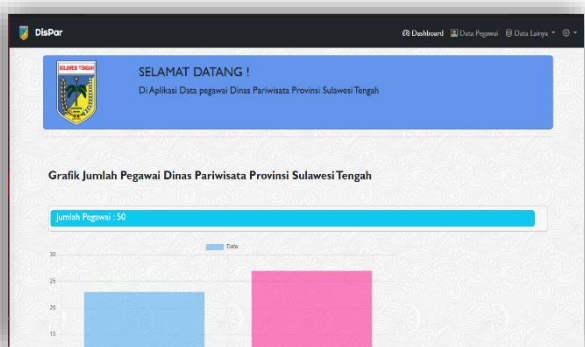 DisPar
Dashboard Data Pegawai Data Lainya
SULAWESI TENGAH
SELAMAT DATANG !
Di Aplikasi Data pegawai Dinas Pariwisata Provinsi Sulawesi Tengah
Grafik Jumlah Pegawai Dinas Pariwisata Provinsi Sulawesi Tengah
Jumlah Pegawai : 50
Data
30
25
20
15